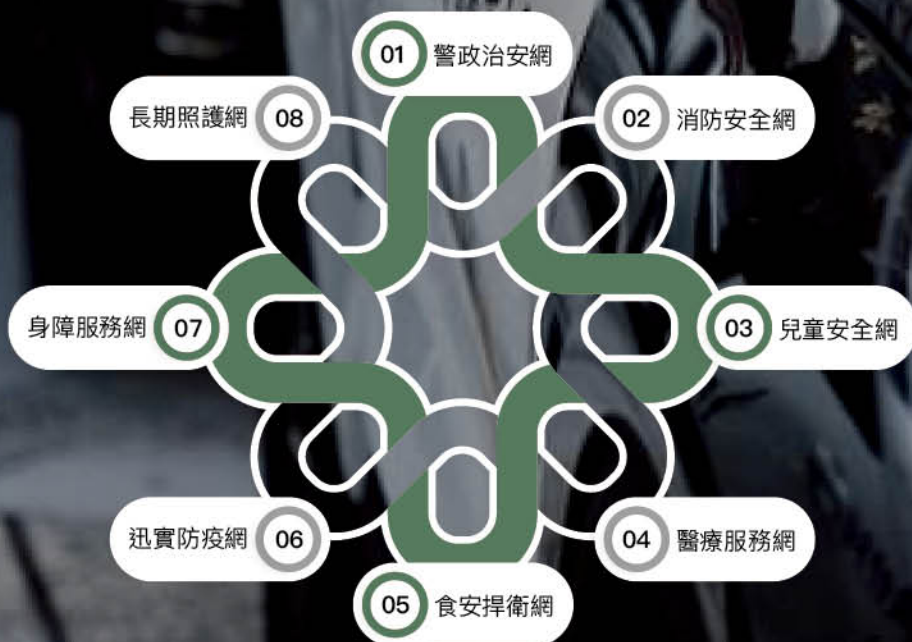 01 警政治安網
02 消防安全網
03 兒童安全網
04 醫療服務網
05 食安捍衛網
06 迅實防疫網
07 身障服務網
08 長期照護網